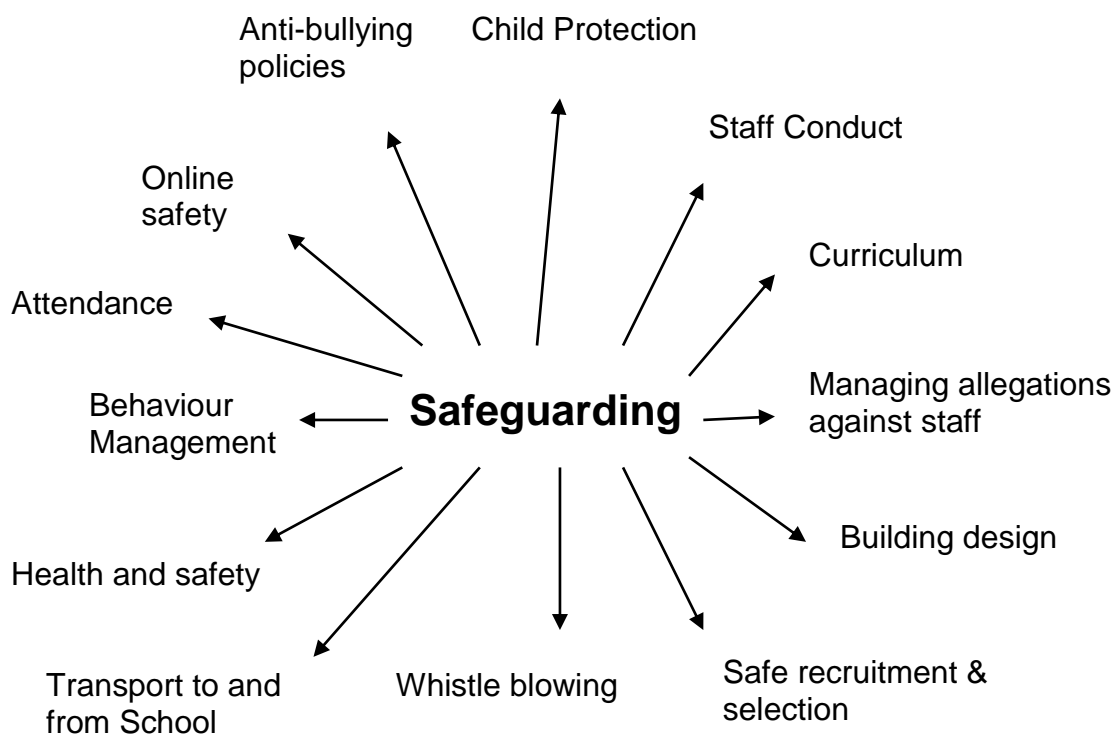 Anti-bullying
policies
Child Protection
Staff Conduct
Online
safety
Curriculum
Attendance
Managing allegations
against staff
Behaviour
Management
Safeguarding
Building design
Health and safety
Safe recruitment &
selection
Whistle blowing
Transport to and
from School